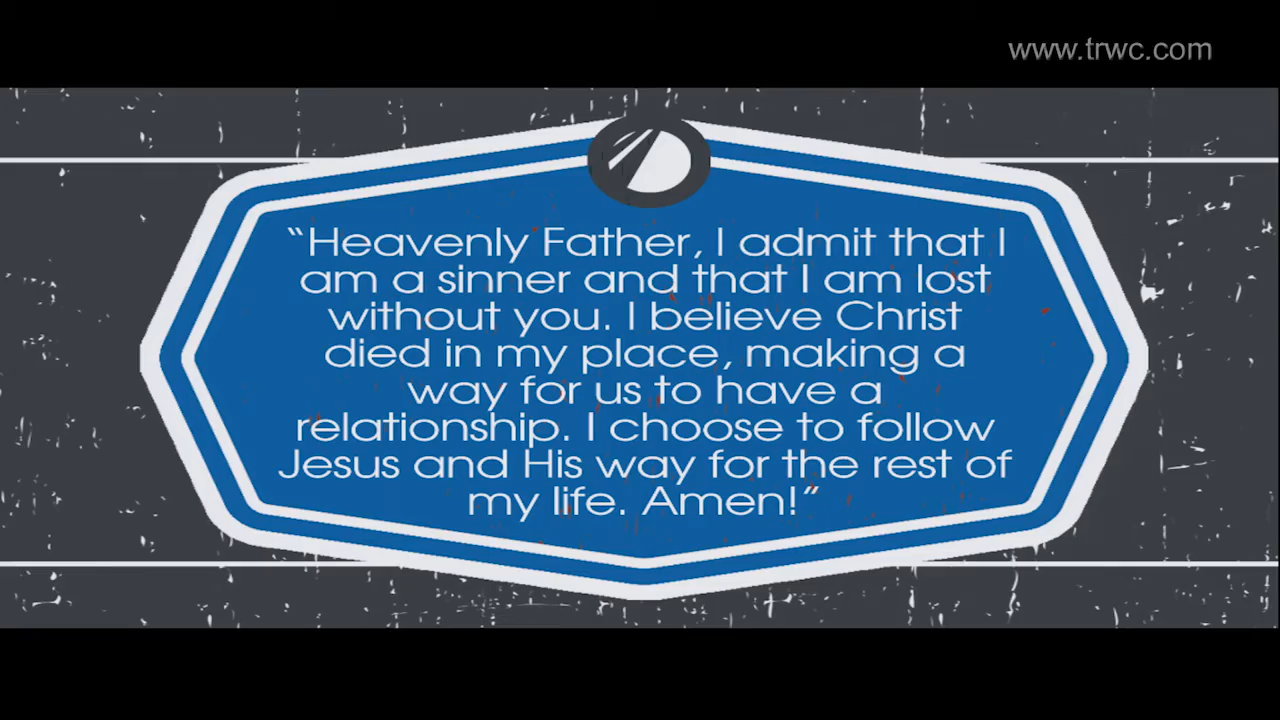 www.trwc.com
“Heavenly Father, I admit that I
am a sinner and that I am lost
without you. I believe Christ
died in my place, making a
way for us to have a
relationship. I choose to follow
Jesus and His way for the rest of
my life. Amen!”